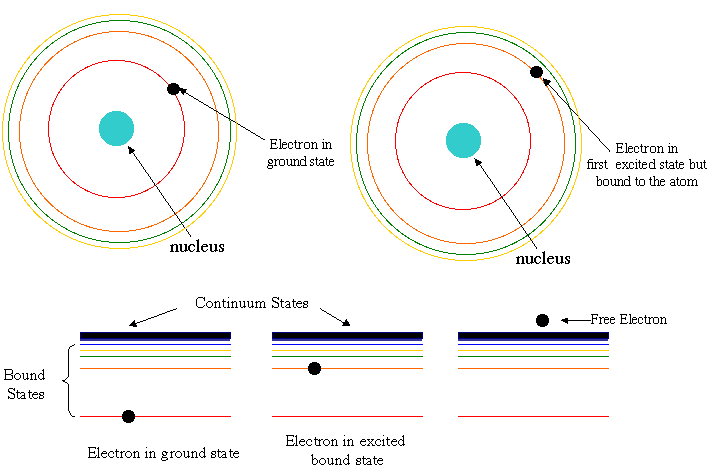 Electron in
ground state
nucleus
Electron in
first excited state but
bound to the atom
nucleus
Continuum States
Free Electron
Bound
States
Electron in ground state
Electron in excited
bound state